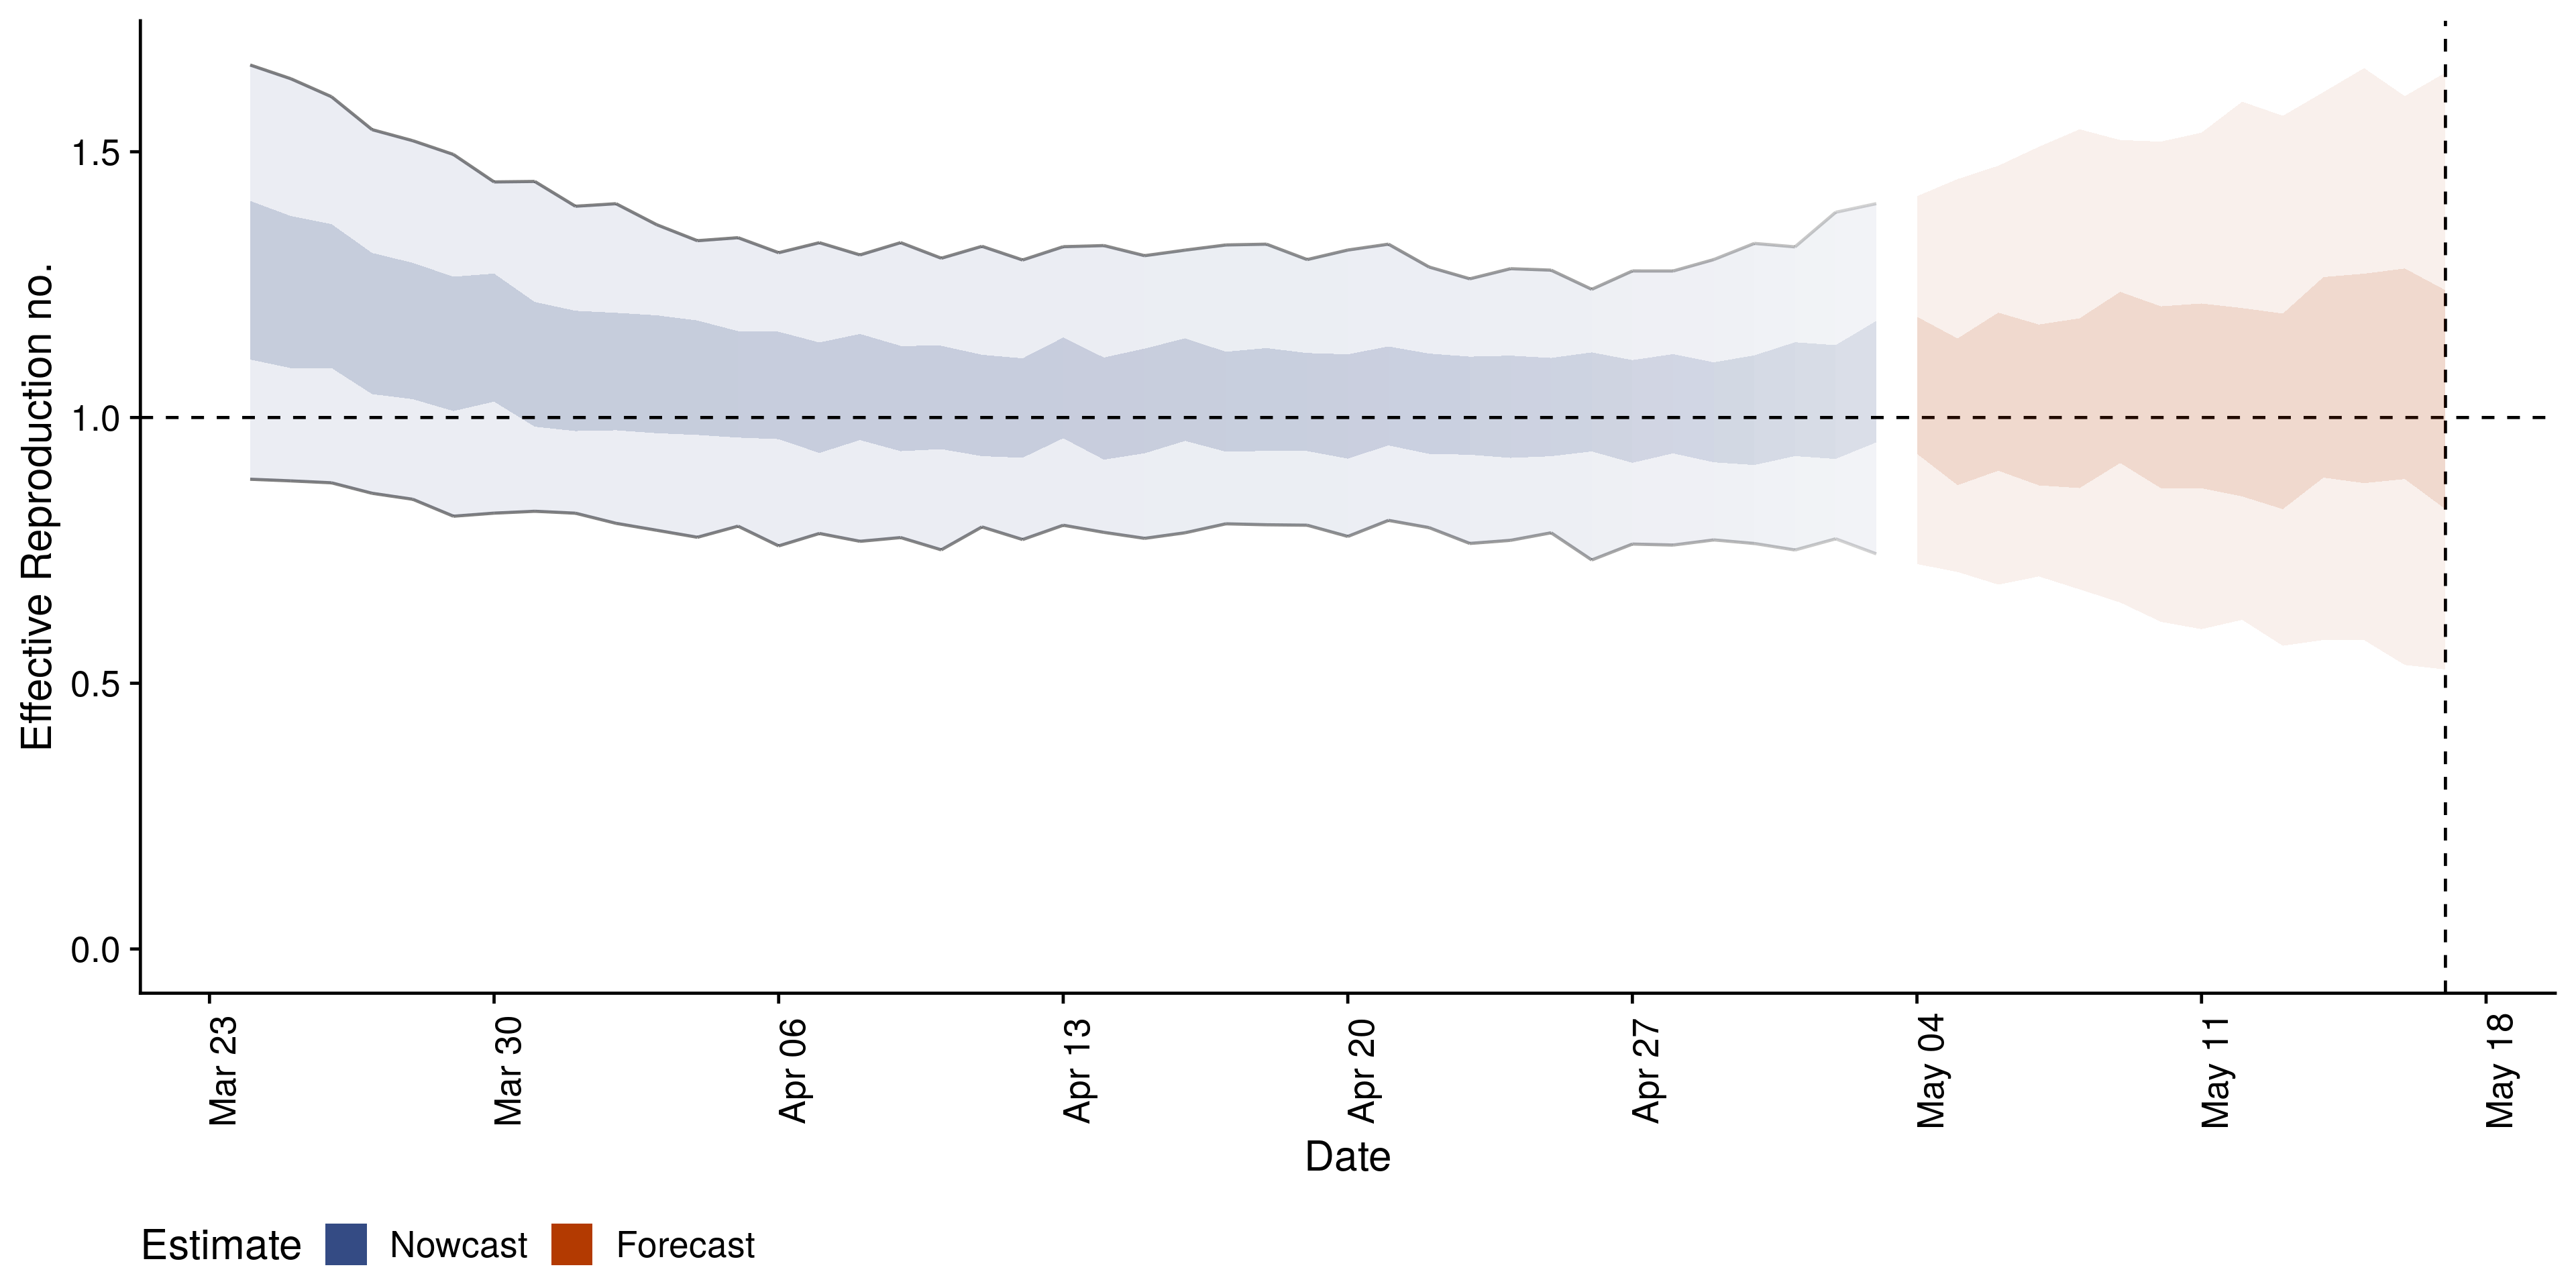 Effective Reproduction no.
1.5
1.0
0.5
0.0
Mar 23
Mar 30
Apr 06
Apr 13
Apr 20
Apr 27
May 04
May 11
May 18
Date
Estimate Nowcast Forecast